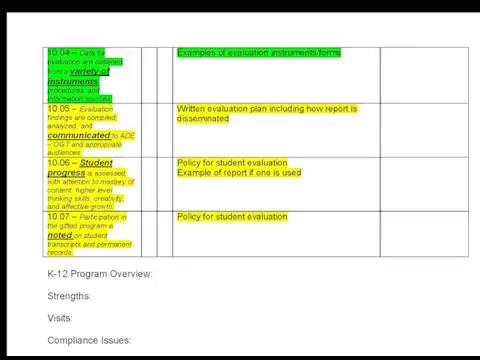 10.04 – Data for
evaluation are obtained
from a variety of
instruments,
procedures, and
information sources.
Examples of evaluation instruments/forms
10.05 – Evaluation
findings are compiled,
analyzed, and
communicated to ADE
– OGT and appropriate
audiences.
Written evaluation plan including how report is
disseminated
10.06 – Student
progress is assessed,
with attention to mastery of
content, higher level
thinking skills, creativity,
and affective growth.
Policy for student evaluation
Example of report if one is used
10.07 – Participation in
the gifted program is
noted on student
transcripts and permanent
records.
Policy for student evaluation
K-12 Program Overview:
Strengths:
Visits:
Compliance Issues: